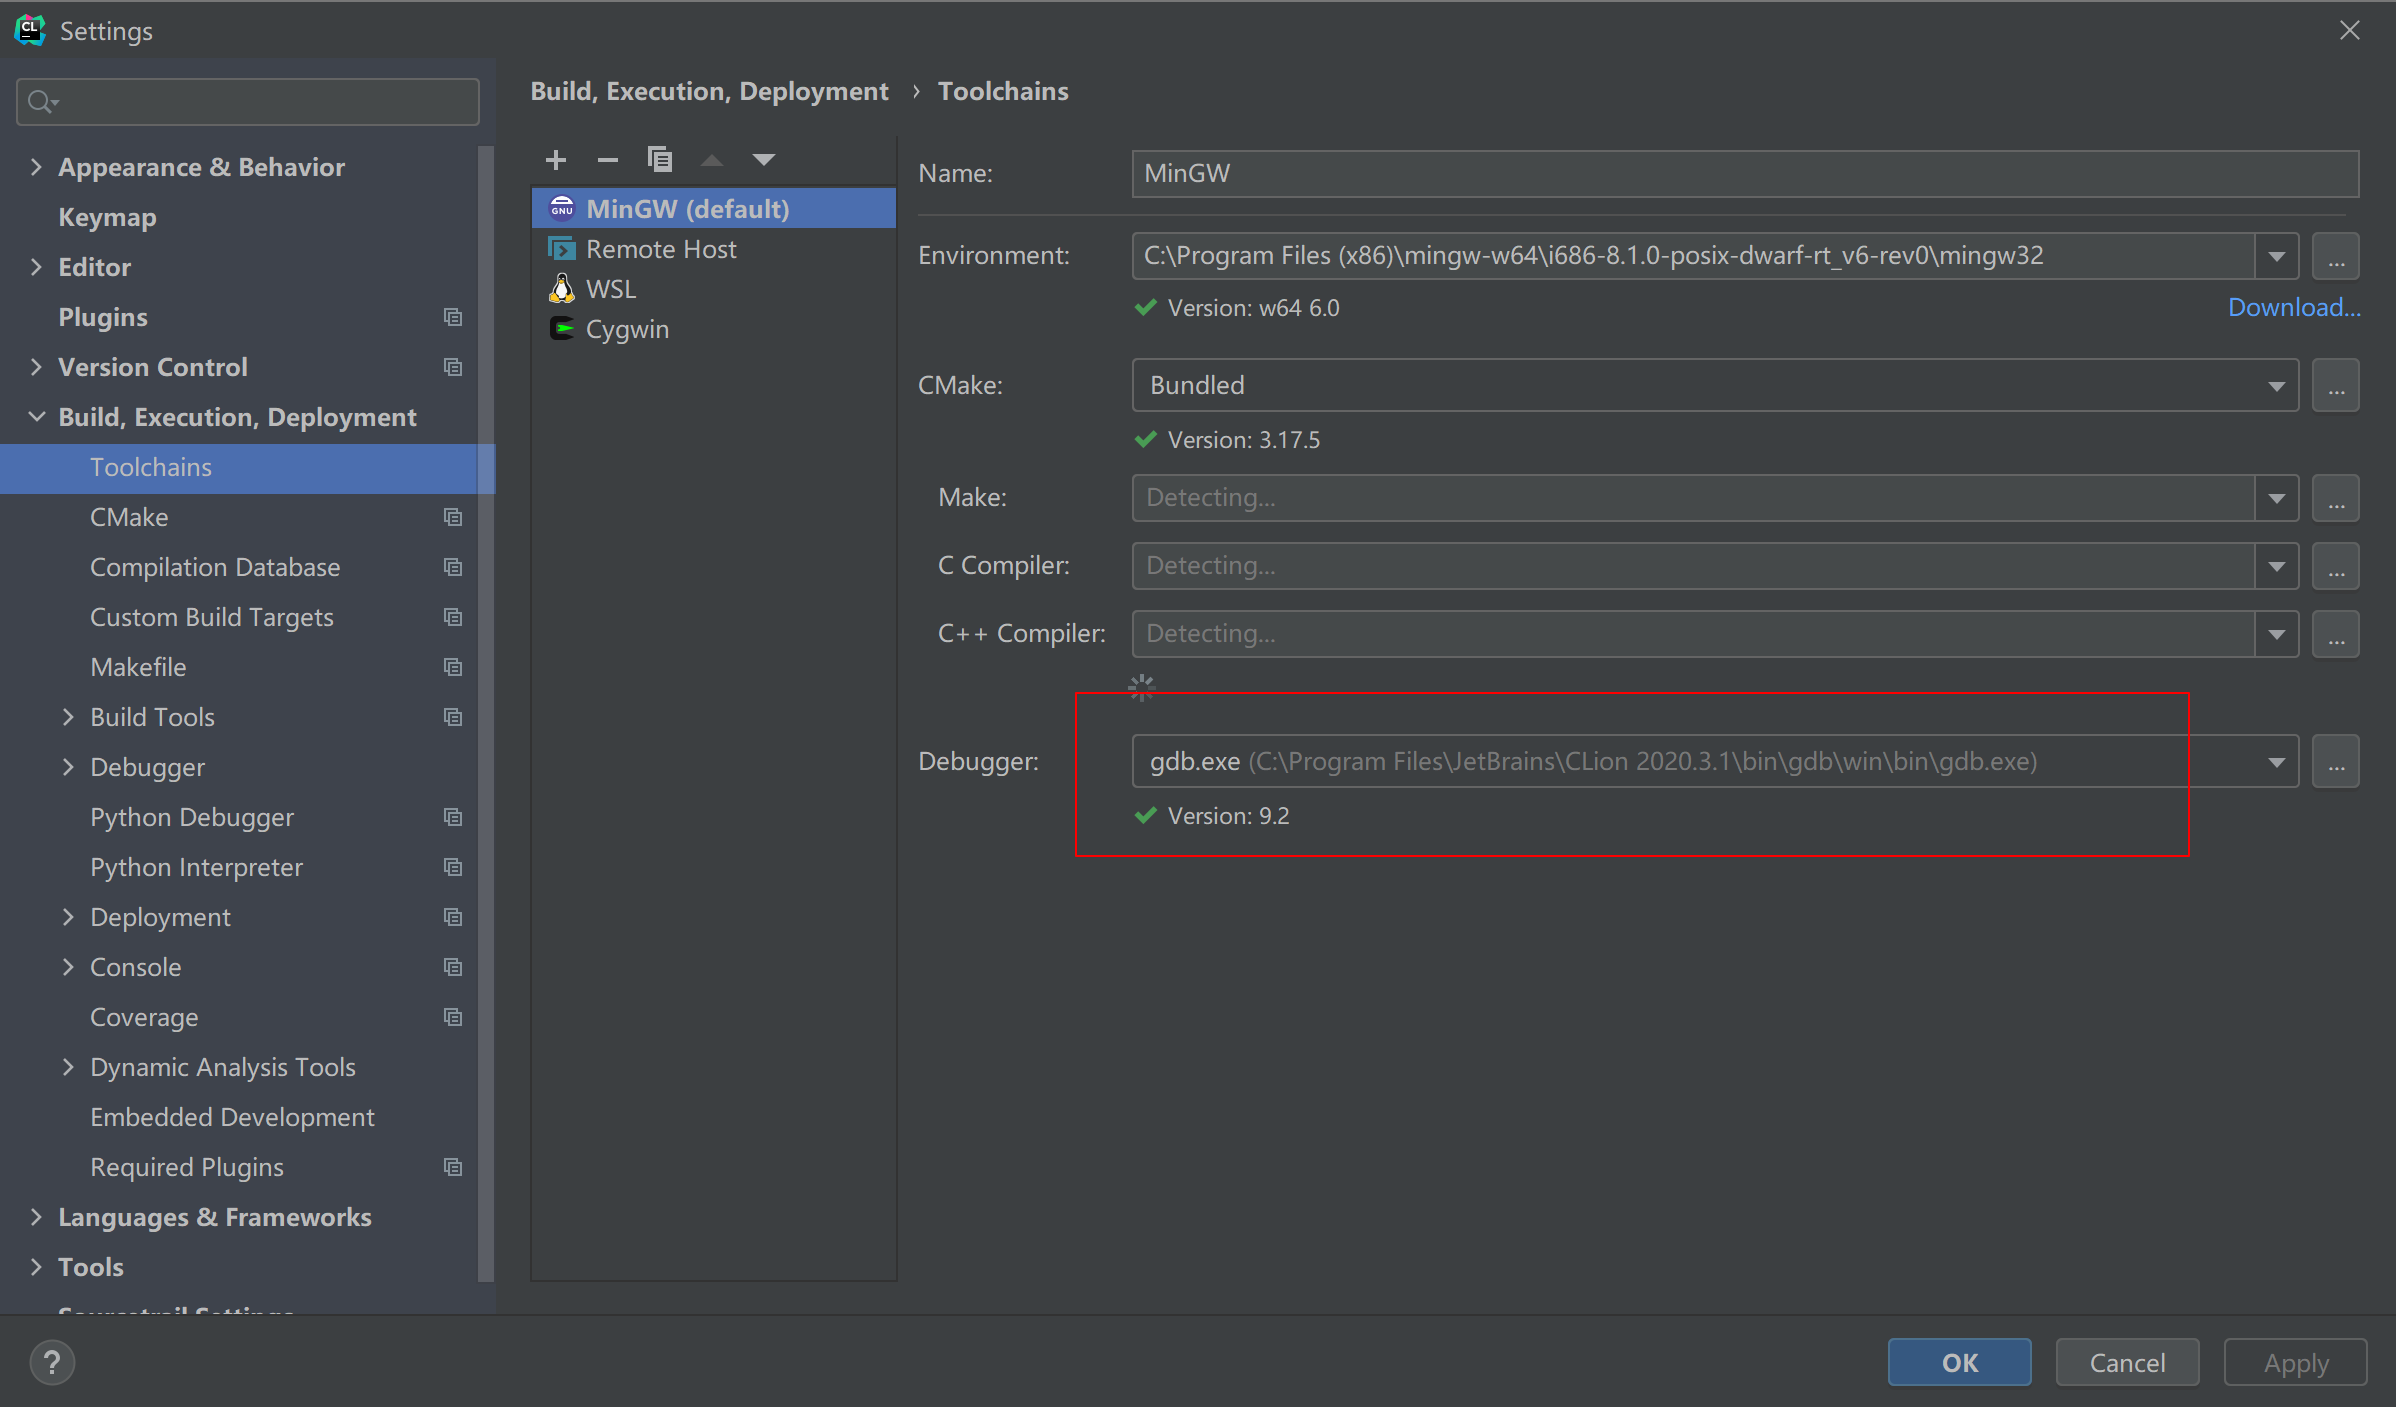 Settings
Appearance & Behavior
Keymap
Editor
Plugins
Version Control
Build, Execution, Deployment
Toolchains
CMake
Compilation Database
Custom Build Targets
Makefile
Build Tools
Debugger
Python Debugger
Python Interpreter
Deployment
Console
Coverage
Dynamic Analysis Tools
Embedded Development
Required Plugins
Languages & Frameworks
Tools
Sourcetrail Settings
Build, Execution, Deployment › Toolchains
MinGW (default)
Remote Host
WSL
Cygwin
Name: MinGW
Environment: C:\Program Files (x86)\mingw-w64\i686-8.1.0-posix-dwarf-rt_v6-rev0\mingw32 ...
Version: w64 6.0 Download...
CMake: Bundled ...
Version: 3.17.5
Make: Detecting... ...
C Compiler: Detecting... ...
C++ Compiler: Detecting... ...
Debugger: gdb.exe (C:\Program Files\JetBrains\CLion 2020.3.1\bin\gdb\win\bin\gdb.exe) ...
Version: 9.2
? OK Cancel Apply